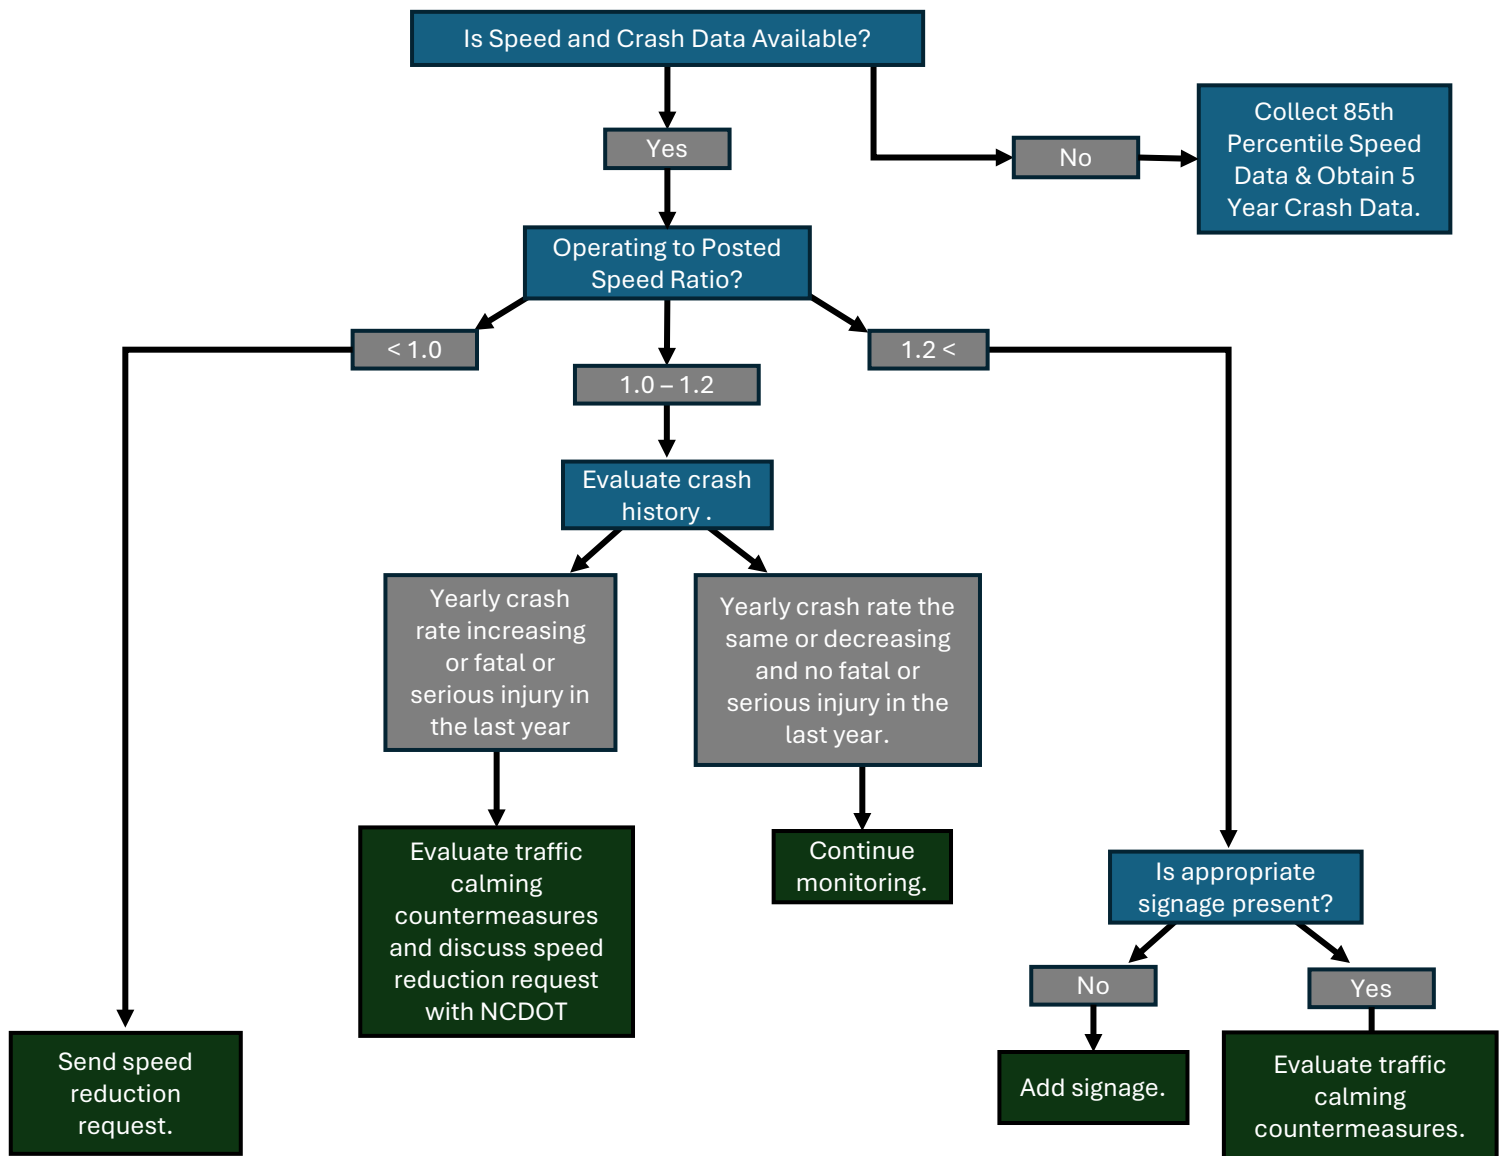 Is Speed and Crash Data Available?
Yes
No
Collect 85th
Percentile Speed
Data & Obtain 5
Year Crash Data.
Operating to Posted
Speed Ratio?
< 1.0
1.0 – 1.2
1.2 <
Evaluate crash
history .
Yearly crash
rate increasing
or fatal or
serious injury in
the last year
Yearly crash rate the
same or decreasing
and no fatal or
serious injury in the
last year.
Evaluate traffic
calming
countermeasures
and discuss speed
reduction request
with NCDOT
Continue
monitoring.
Is appropriate
signage present?
No
Yes
Send speed
reduction
request.
Add signage.
Evaluate traffic
calming
countermeasures.